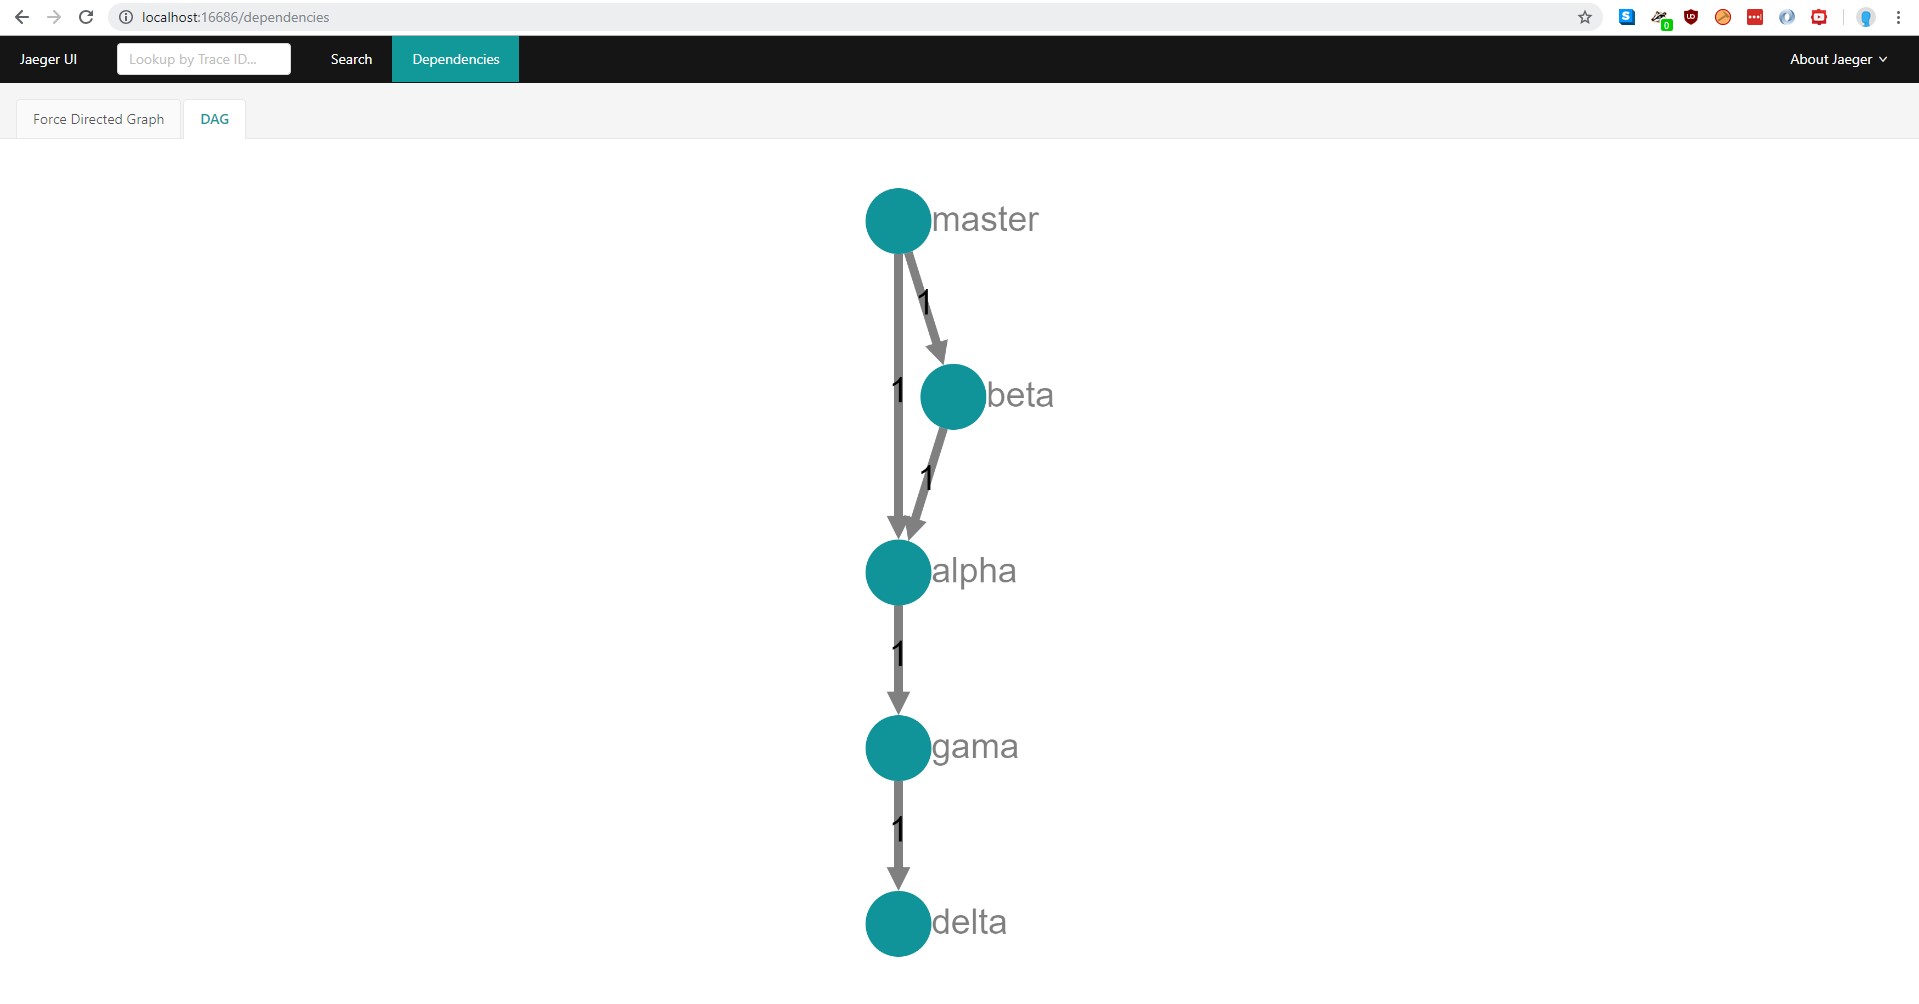 localhost:16686/dependencies
0
Jaeger UI
Lookup by Trace ID...
Search
Dependencies
About Jaeger
Force Directed Graph
DAG
master
1
1
beta
1
alpha
1
gama
1
delta